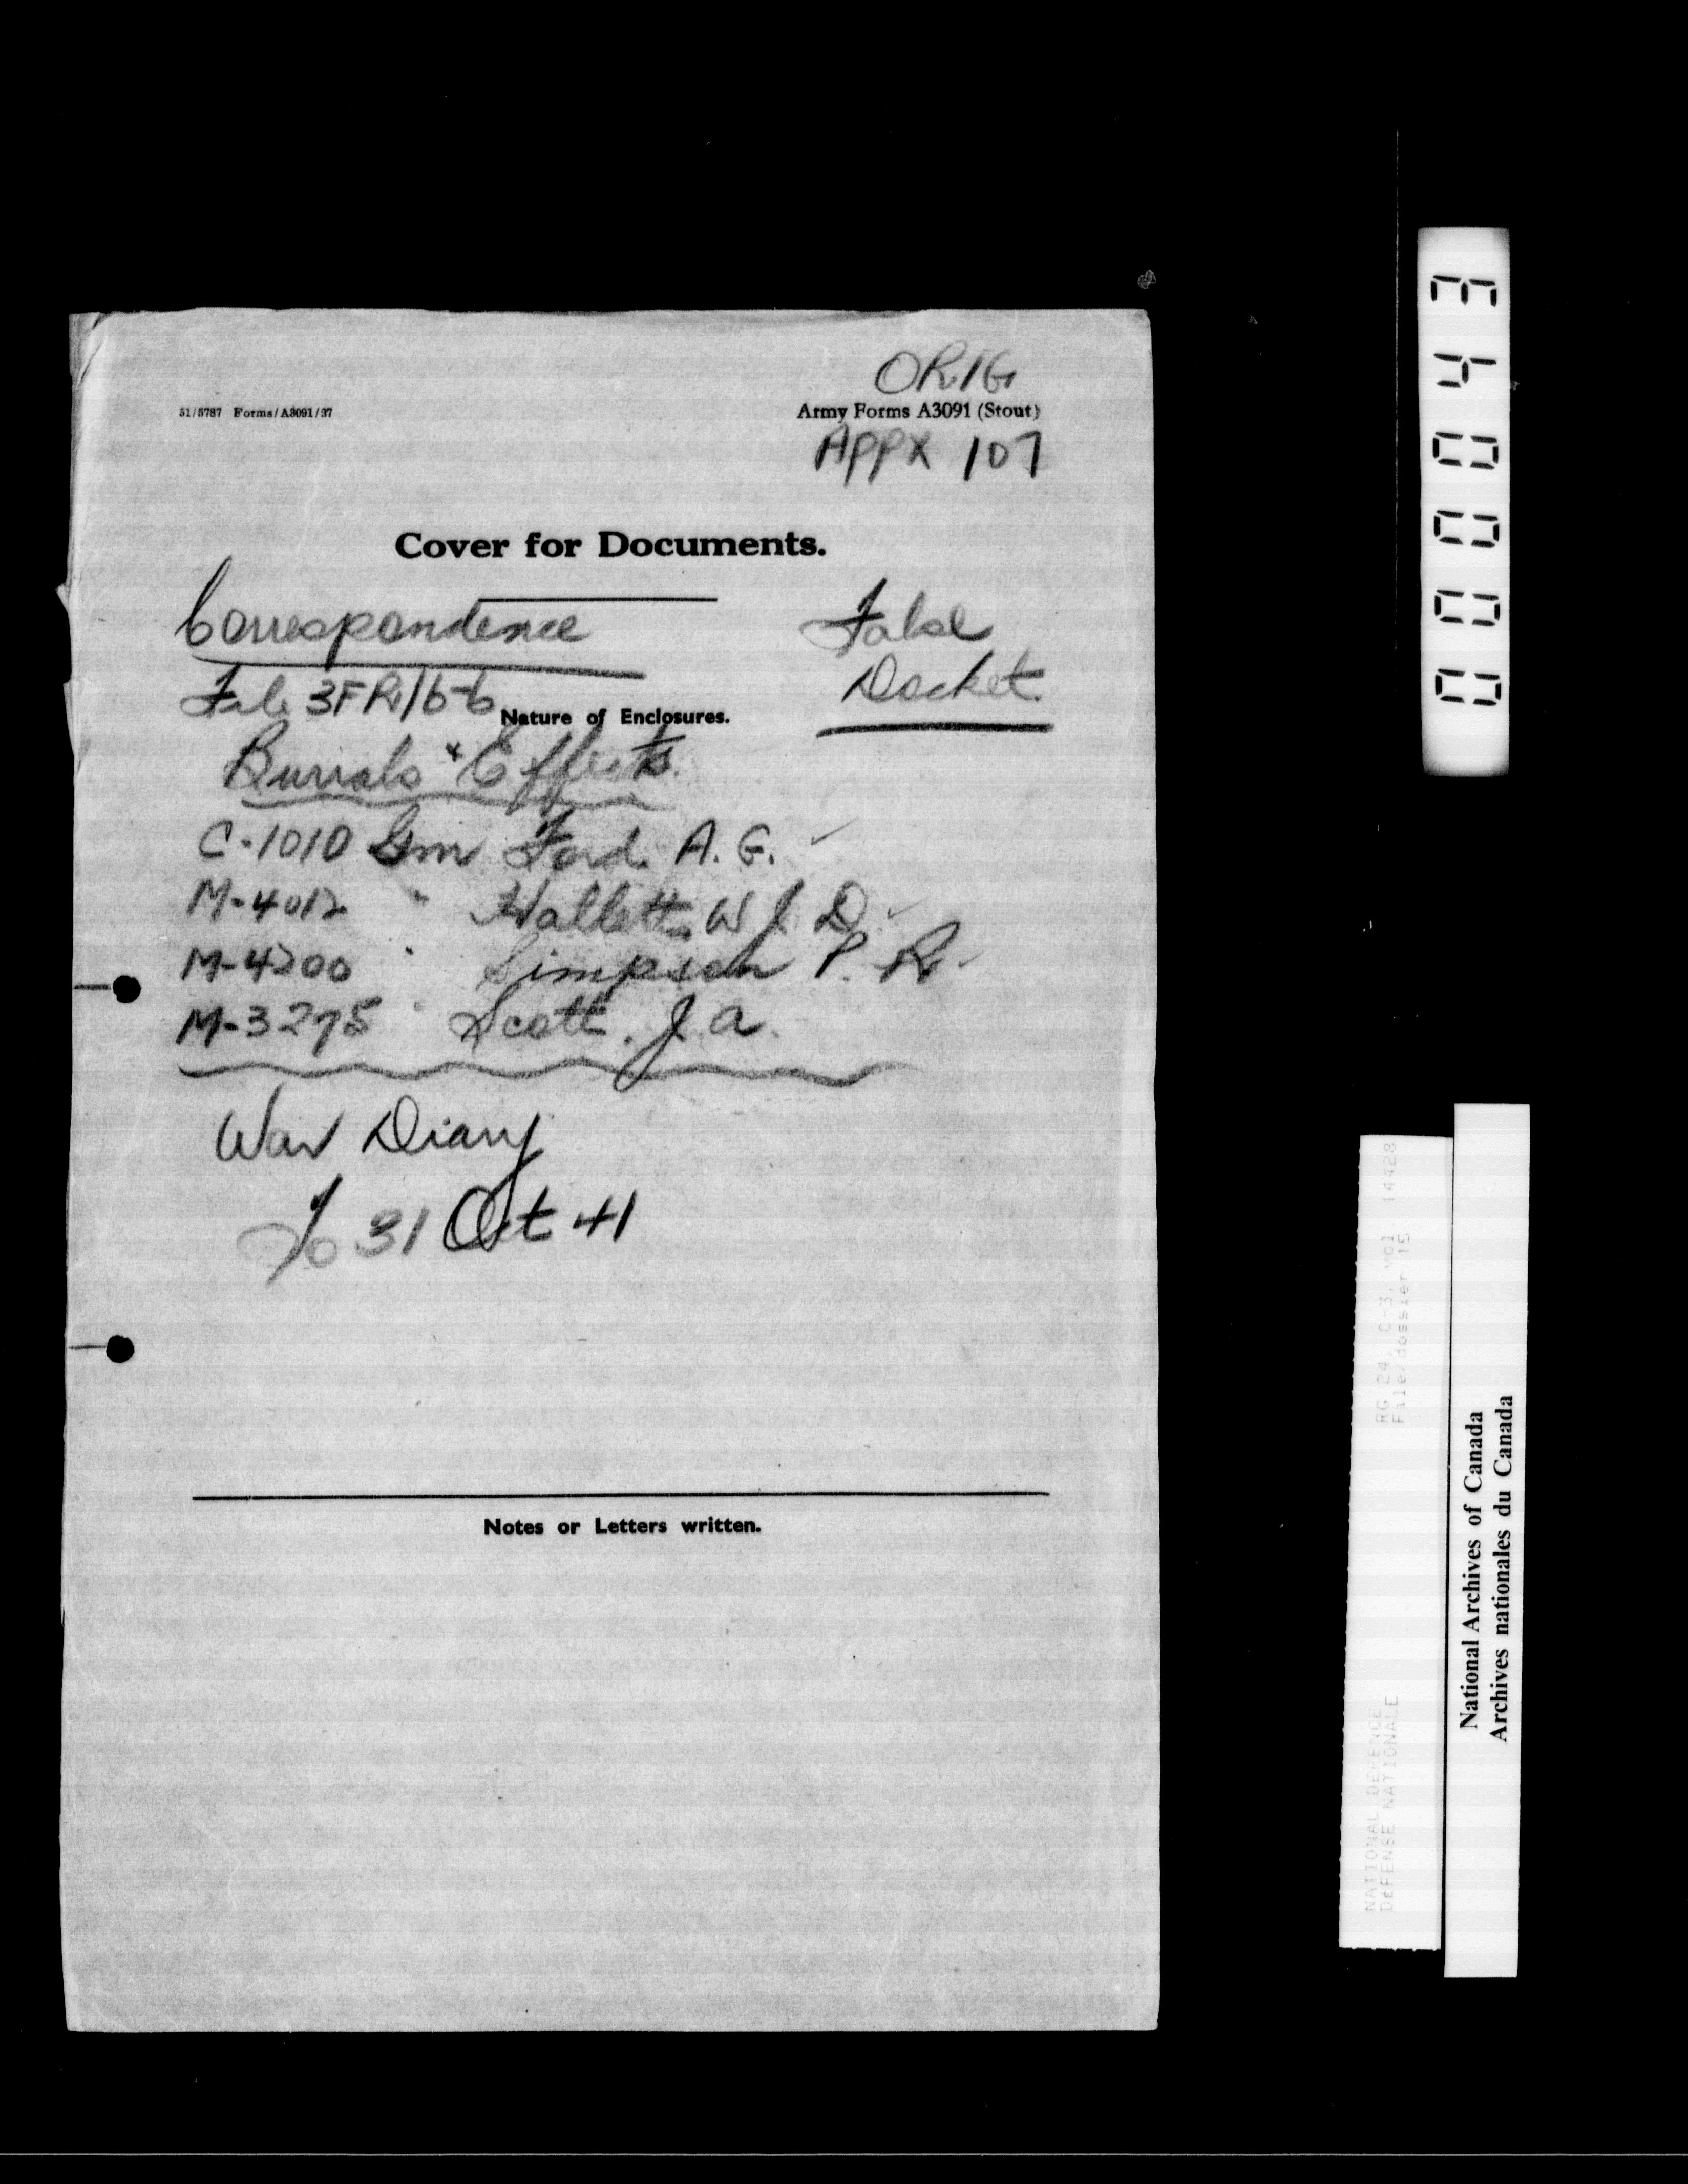 ORIG
51/5787 Forms/A3091/37
Army Forms A3091 (Stout)
APPX 107
Cover for Documents.
Correspondence
False
Docket
File 3FR/6-6
Nature of Enclosures.
Burials & Effects.
C-1010 Gnr Ford. A. G.
M-4012 " Hallett, W J. D
M-4200 " Simpson P. R.
M-3275 " Scott. J. A.
War Diary
To 31 Oct 41
Notes or Letters written.
000043
RG 24, C-3, vol 14428
File/dossier 15
NATIONAL DEFENCE
DÉFENSE NATIONALE
National Archives of Canada
Archives nationales du Canada